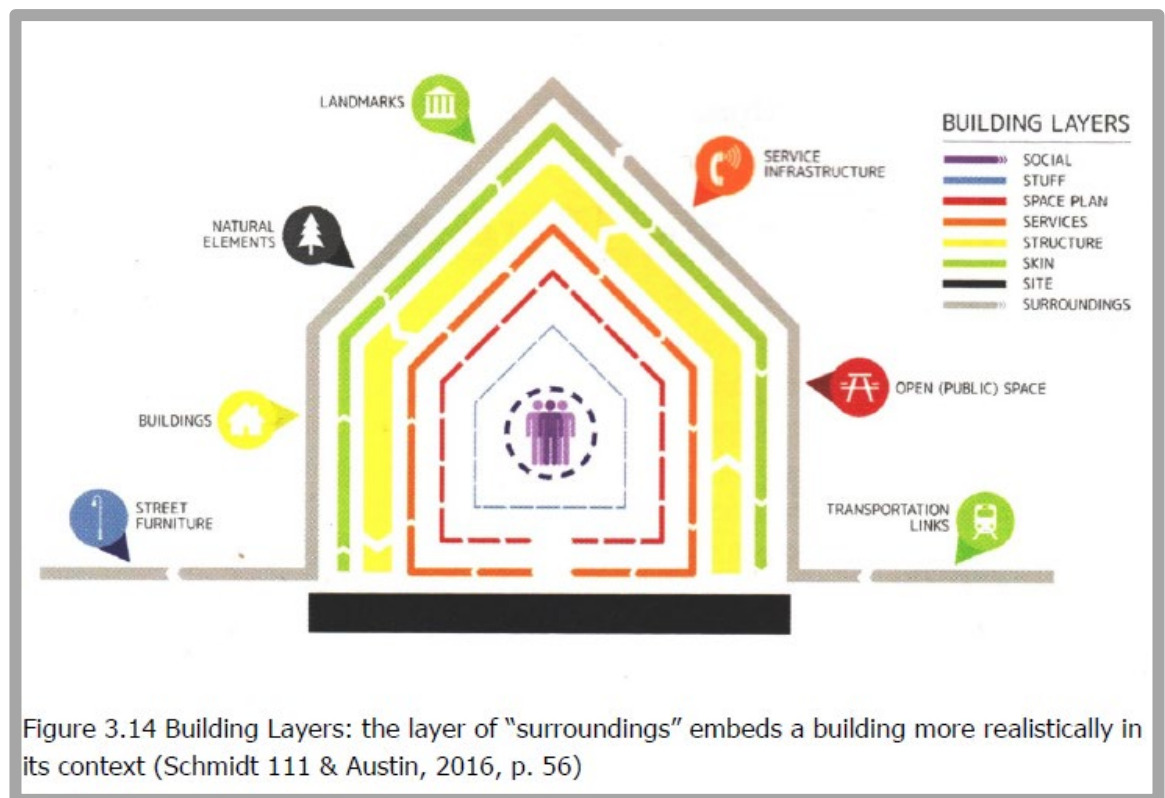 LANDMARKS
SERVICE
INFRASTRUCTURE
NATURAL
ELEMENTS
BUILDINGS
OPEN (PUBLIC) SPACE
STREET
FURNITURE
TRANSPORTATION
LINKS
BUILDING LAYERS
SOCIAL
STUFF
SPACE PLAN
SERVICES
STRUCTURE
SKIN
SITE
SURROUNDINGS
Figure 3.14 Building Layers: the layer of “surroundings” embeds a building more realistically in
its context (Schmidt 111 & Austin, 2016, p. 56)